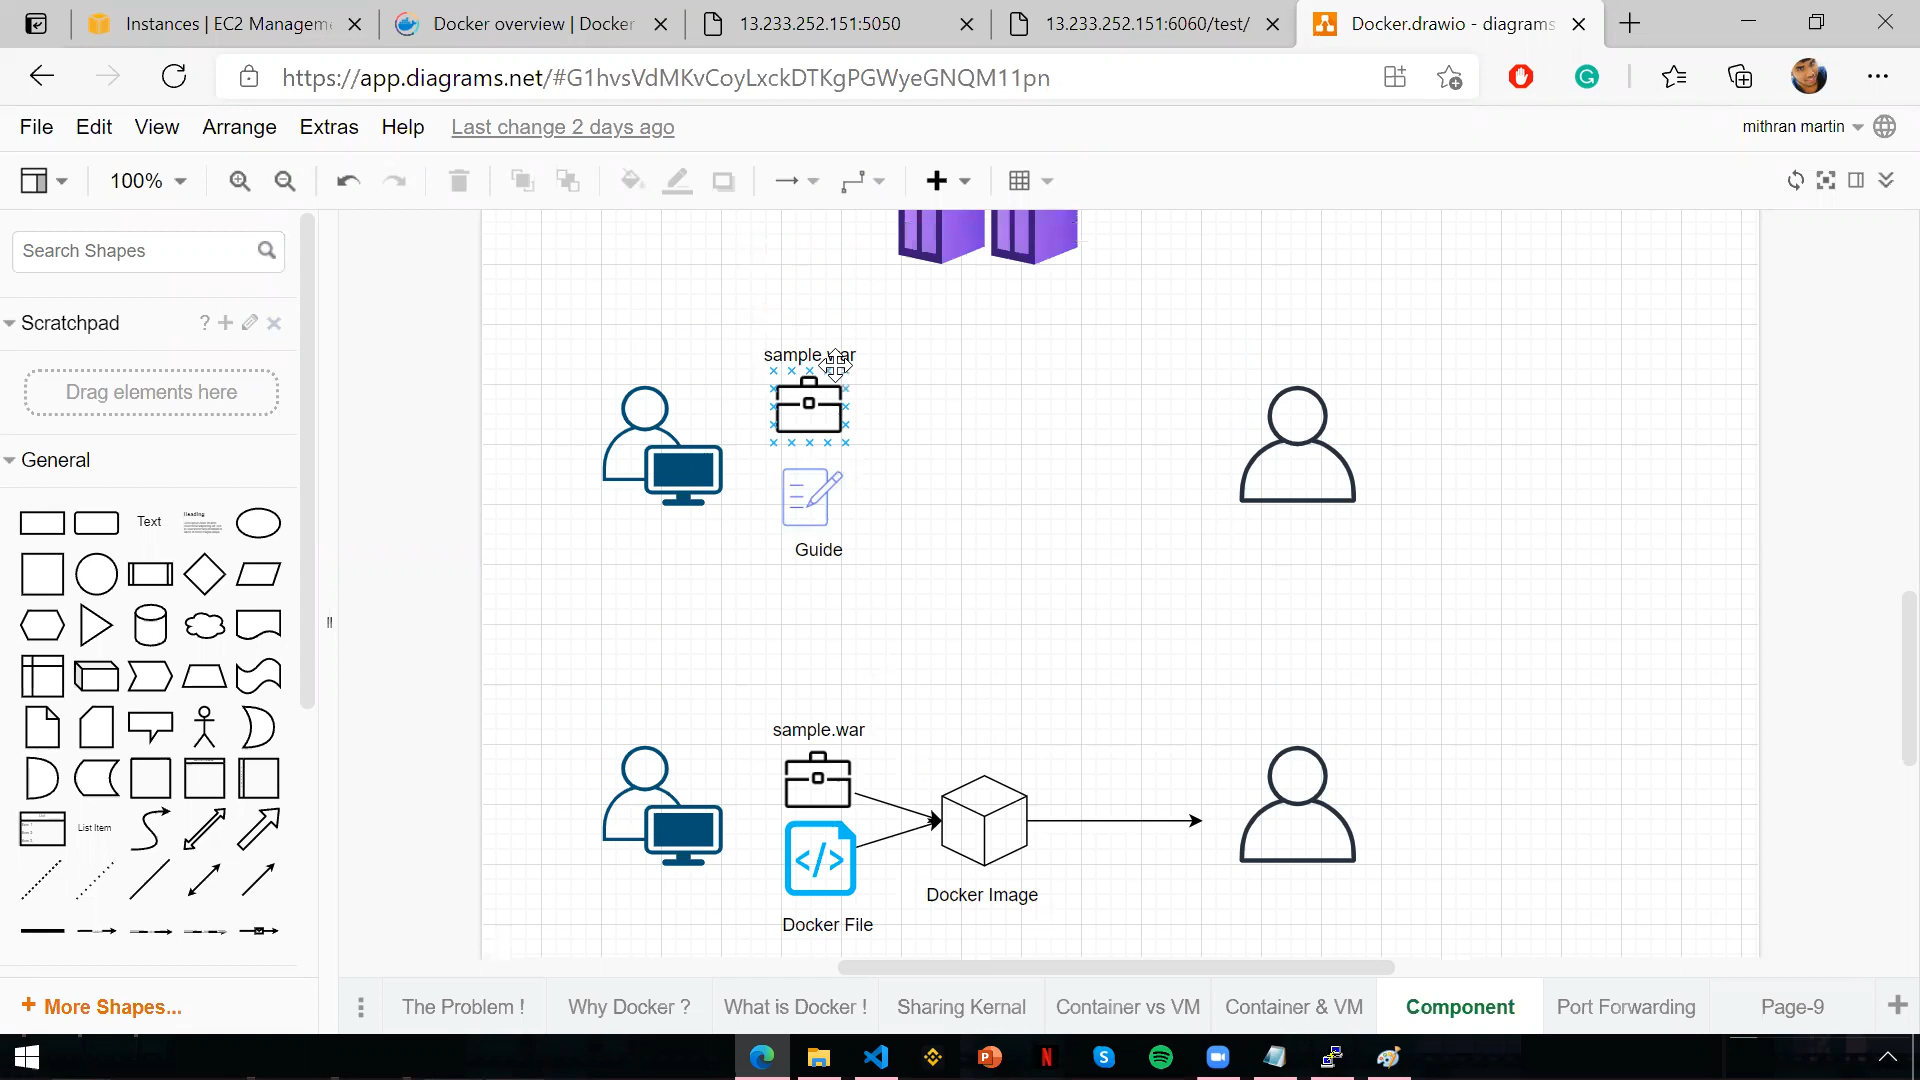 Instances | EC2 Managem
Docker overview | Docker
13.233.252.151:5050
13.233.252.151:6060/test/
Docker.drawio - diagrams
https://app.diagrams.net/#G1hvsVdMKvCoyLxckDTKgPGWyeGNQM11pn
File Edit View Arrange Extras Help Last change 2 days ago
mithran martin
100%
Search Shapes
Scratchpad
?
Drag elements here
General
Text
Heading
List
List Item
+ More Shapes...
sample.war
Guide
sample.war
Docker Image
Docker File
The Problem !
Why Docker ?
What is Docker !
Sharing Kernal
Container vs VM
Container & VM
Component
Port Forwarding
Page-9